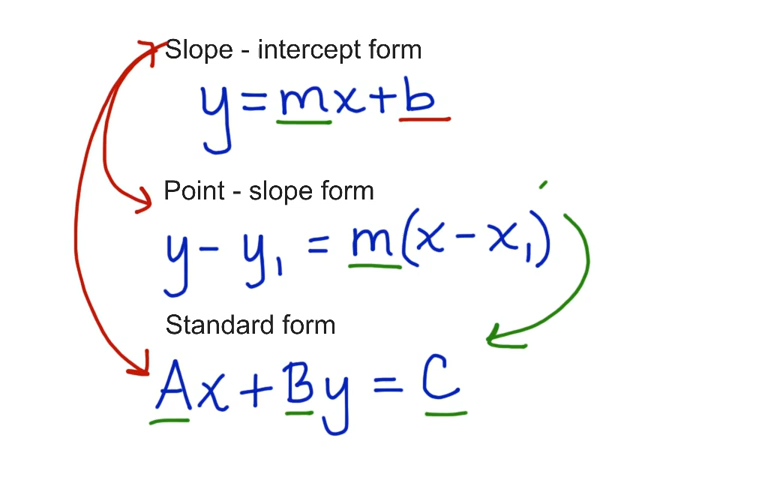 Slope - intercept form
y = mx + b
Point - slope form
y - y₁ = m(x - x₁)
Standard form
Ax + By = C